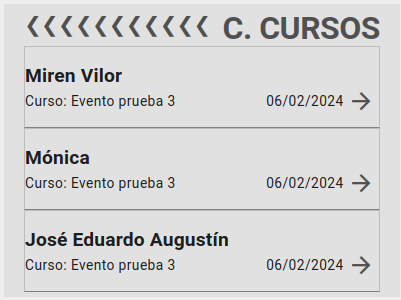 C. CURSOS
Miren Vilor
Curso: Evento prueba 3 06/02/2024
Mónica
Curso: Evento prueba 3 06/02/2024
José Eduardo Augustín
Curso: Evento prueba 3 06/02/2024